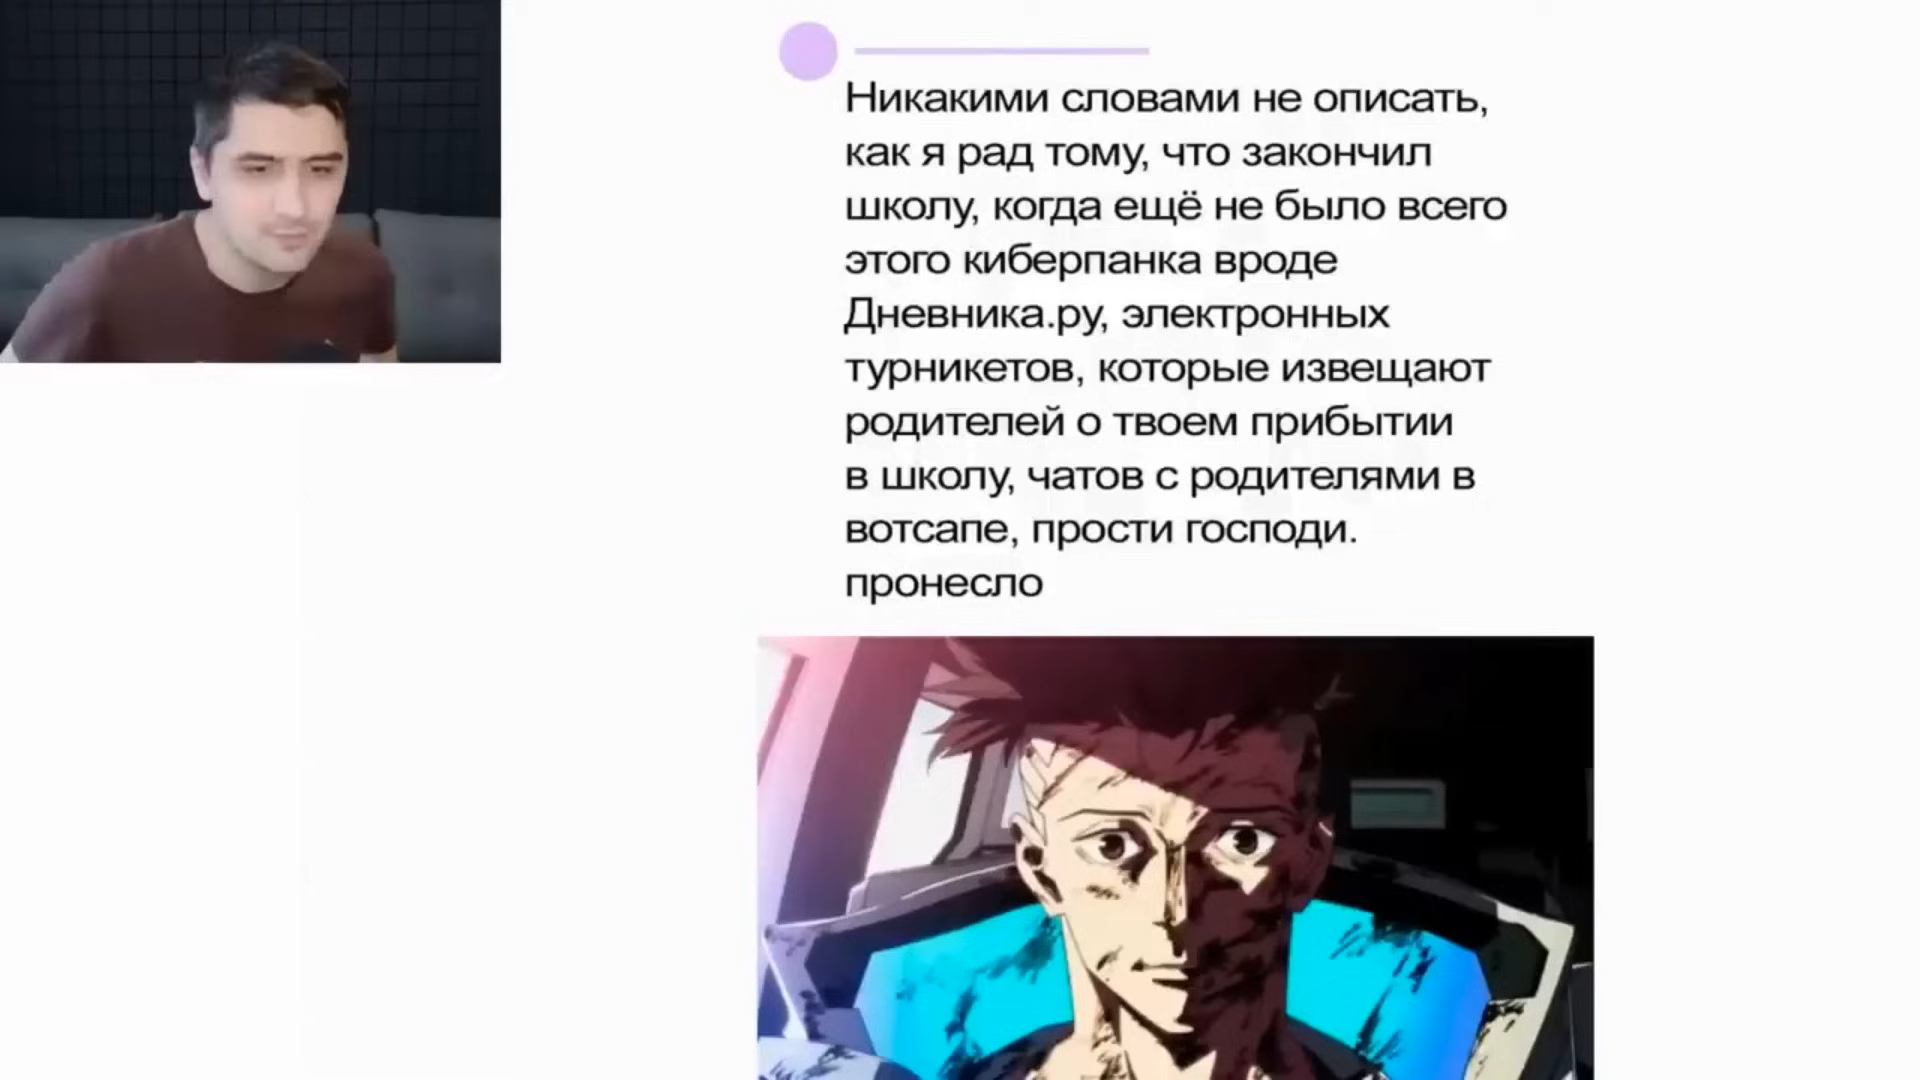 Никакими словами не описать,
как я рад тому, что закончил
школу, когда ещё не было всего
этого киберпанка вроде
Дневника.ру, электронных
турникетов, которые извещают
родителей о твоем прибытии
в школу, чатов с родителями в
вотсапе, прости господи.
пронесло